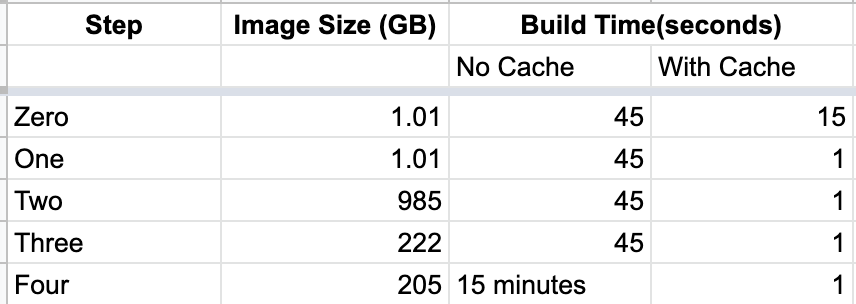 Step Image Size (GB) Build Time(seconds)
No Cache With Cache
Zero 1.01 45 15
One 1.01 45 1
Two 985 45 1
Three 222 45 1
Four 205 15 minutes 1